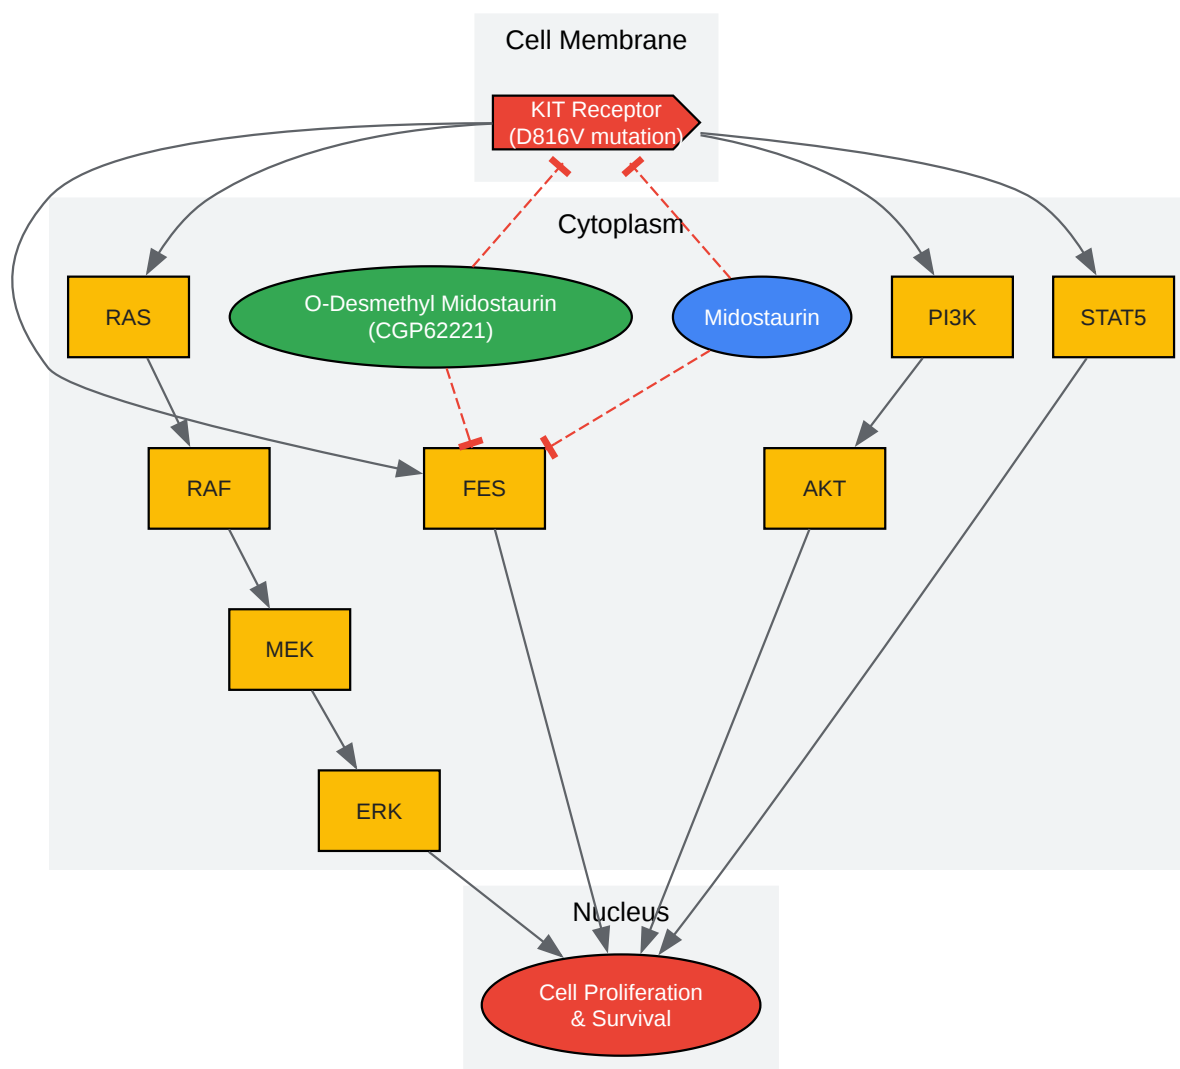 Cell Membrane
KIT Receptor
(D816V mutation)
Cytoplasm
RAS
O-Desmethyl Midostaurin
(CGP62221)
Midostaurin
PI3K
STAT5
RAF
FES
AKT
MEK
ERK
Nucleus
Cell Proliferation
& Survival